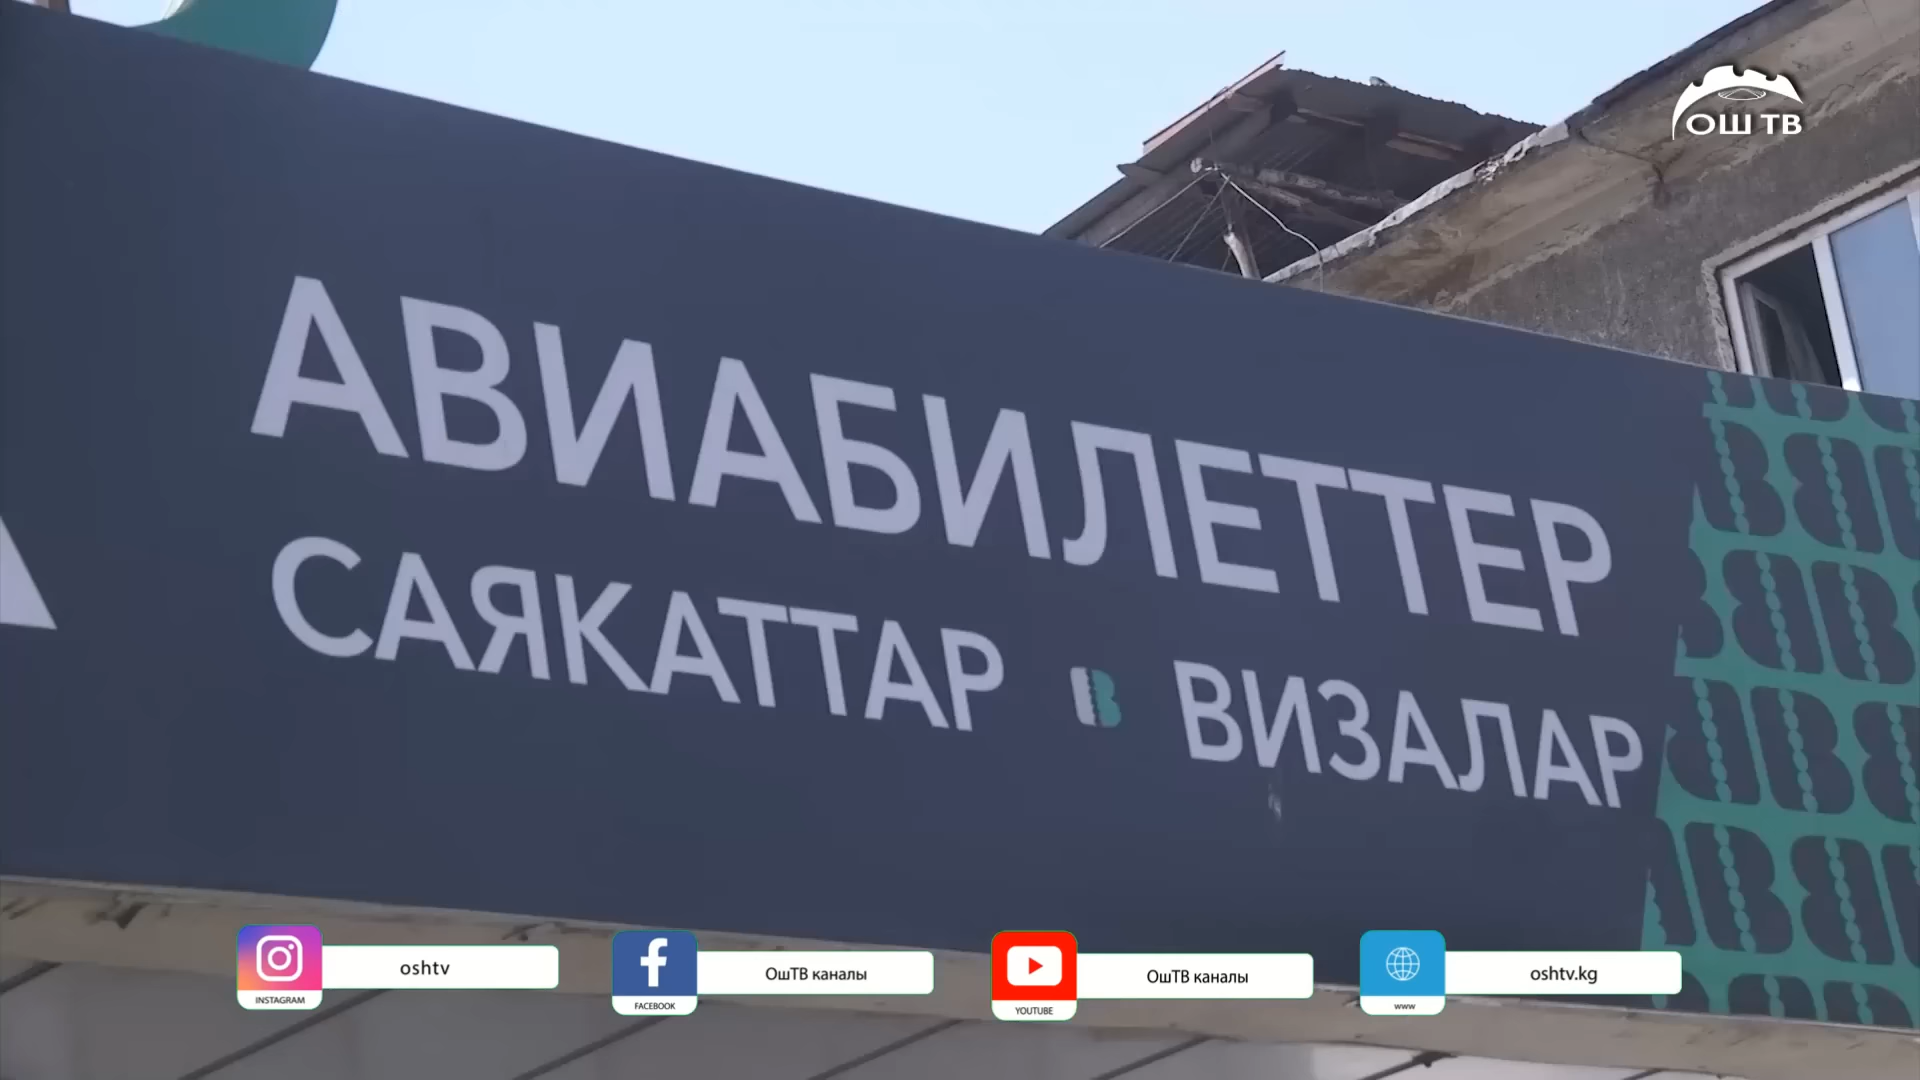 ОШ ТВ
АВИАБИЛЕТТЕР
САЯКАТТАР В ВИЗАЛАР
oshtv
INSTAGRAM
ОшТВ каналы
FACEBOOK
ОшТВ каналы
YOUTUBE
oshtv.kg
www